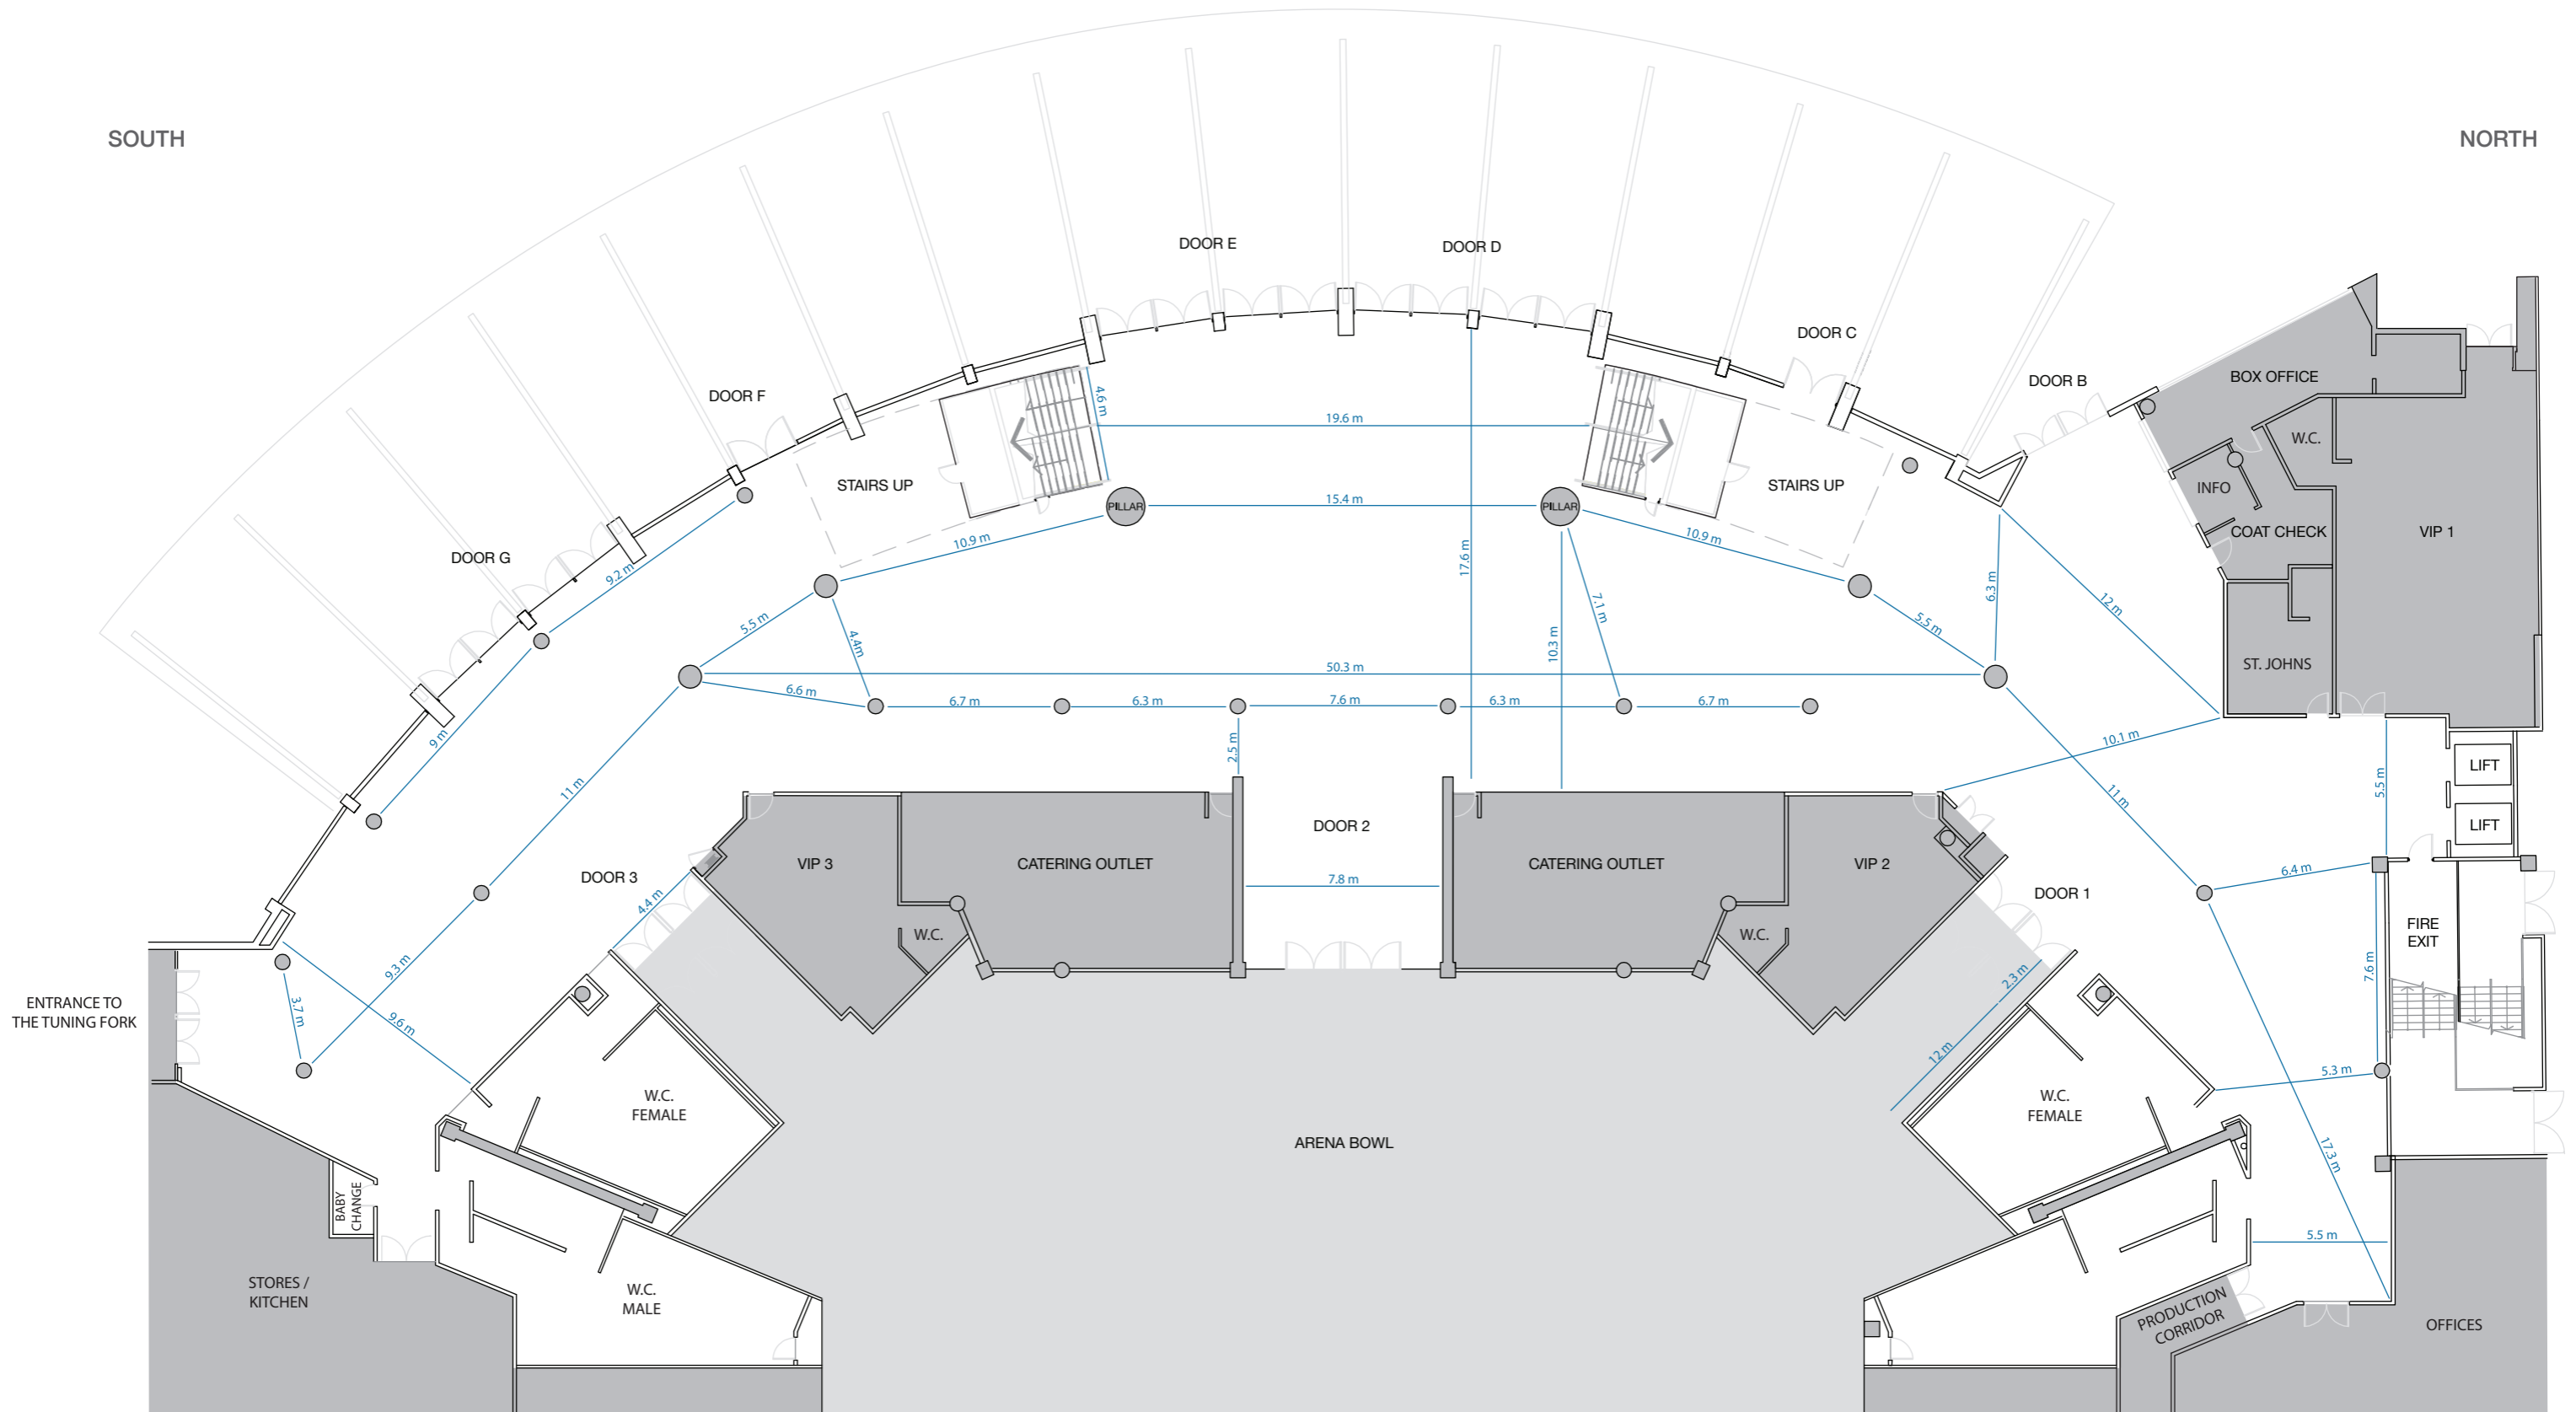 SOUTH
NORTH
DOOR E
DOOR D
DOOR C
DOOR B
DOOR F
DOOR G
BOX OFFICE
W.C.
INFO
COAT CHECK
VIP 1
ST. JOHNS
LIFT
LIFT
4.6 m
19.6 m
STAIRS UP
STAIRS UP
PILLAR
15.4 m
PILLAR
10.9 m
10.9 m
9.2 m
17.6 m
6.3 m
12 m
5.5 m
4.4m
10.3 m
7.1 m
5.5 m
50.3 m
6.6 m
6.7 m
6.3 m
7.6 m
6.3 m
6.7 m
9 m
2.5 m
10.1 m
11 m
11 m
5.5 m
DOOR 2
DOOR 3
VIP 3
CATERING OUTLET
CATERING OUTLET
VIP 2
DOOR 1
7.8 m
4.4 m
6.4 m
W.C.
W.C.
FIRE
EXIT
9.3 m
2.3 m
7.6 m
ENTRANCE TO
THE TUNING FORK
3.7 m
9.6 m
12 m
5.3 m
W.C.
FEMALE
W.C.
FEMALE
ARENA BOWL
17.3 m
BABY
CHANGE
5.5 m
STORES /
KITCHEN
W.C.
MALE
PRODUCTION
CORRIDOR
OFFICES